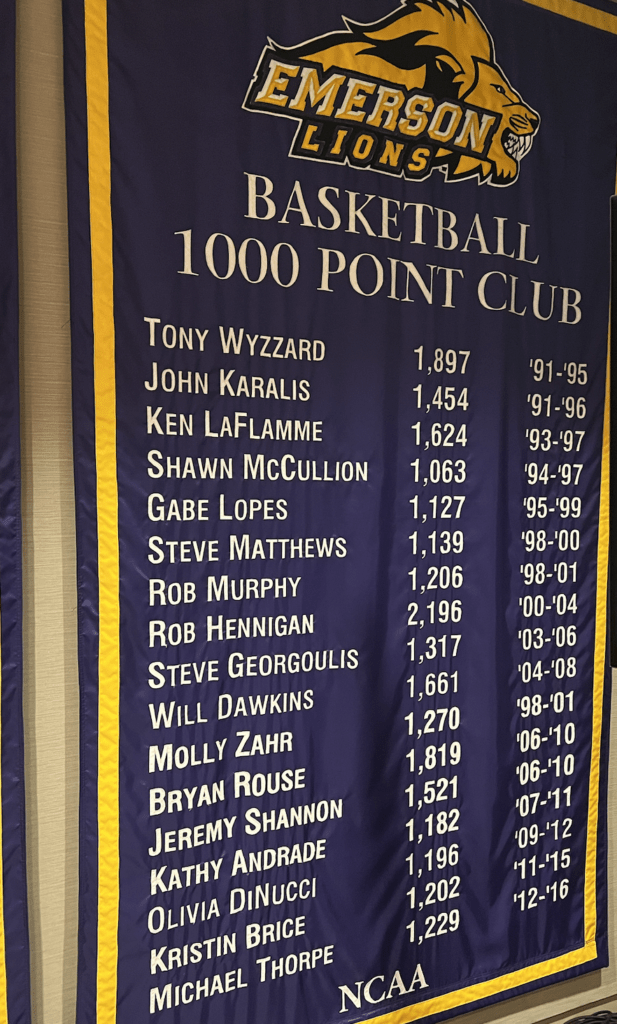 EMERSON
LIONS
BASKETBALL
1000 POINT CLUB
TONY WYZZARD 1,897 '91-'95
JOHN KARALIS 1,454 '91-'96
KEN LAFLAMME 1,624 '93-'97
SHAWN MCCULLION 1,063 '94-'97
GABE LOPES 1,127 '95-'99
STEVE MATTHEWS 1,139 '98-'00
ROB MURPHY 1,206 '98-'01
ROB HENNIGAN 2,196 '00-'04
STEVE GEORGOULIS 1,317 '03-'06
WILL DAWKINS 1,661 '04-'08
MOLLY ZAHR 1,270 '98-'01
BRYAN ROUSE 1,819 '06-'10
JEREMY SHANNON 1,521 '06-'10
KATHY ANDRADE 1,182 '07-'11
OLIVIA DINUCCI 1,196 '09-'12
KRISTIN BRICE 1,202 '11-'15
MICHAEL THORPE 1,229 '12-'16
NCAA